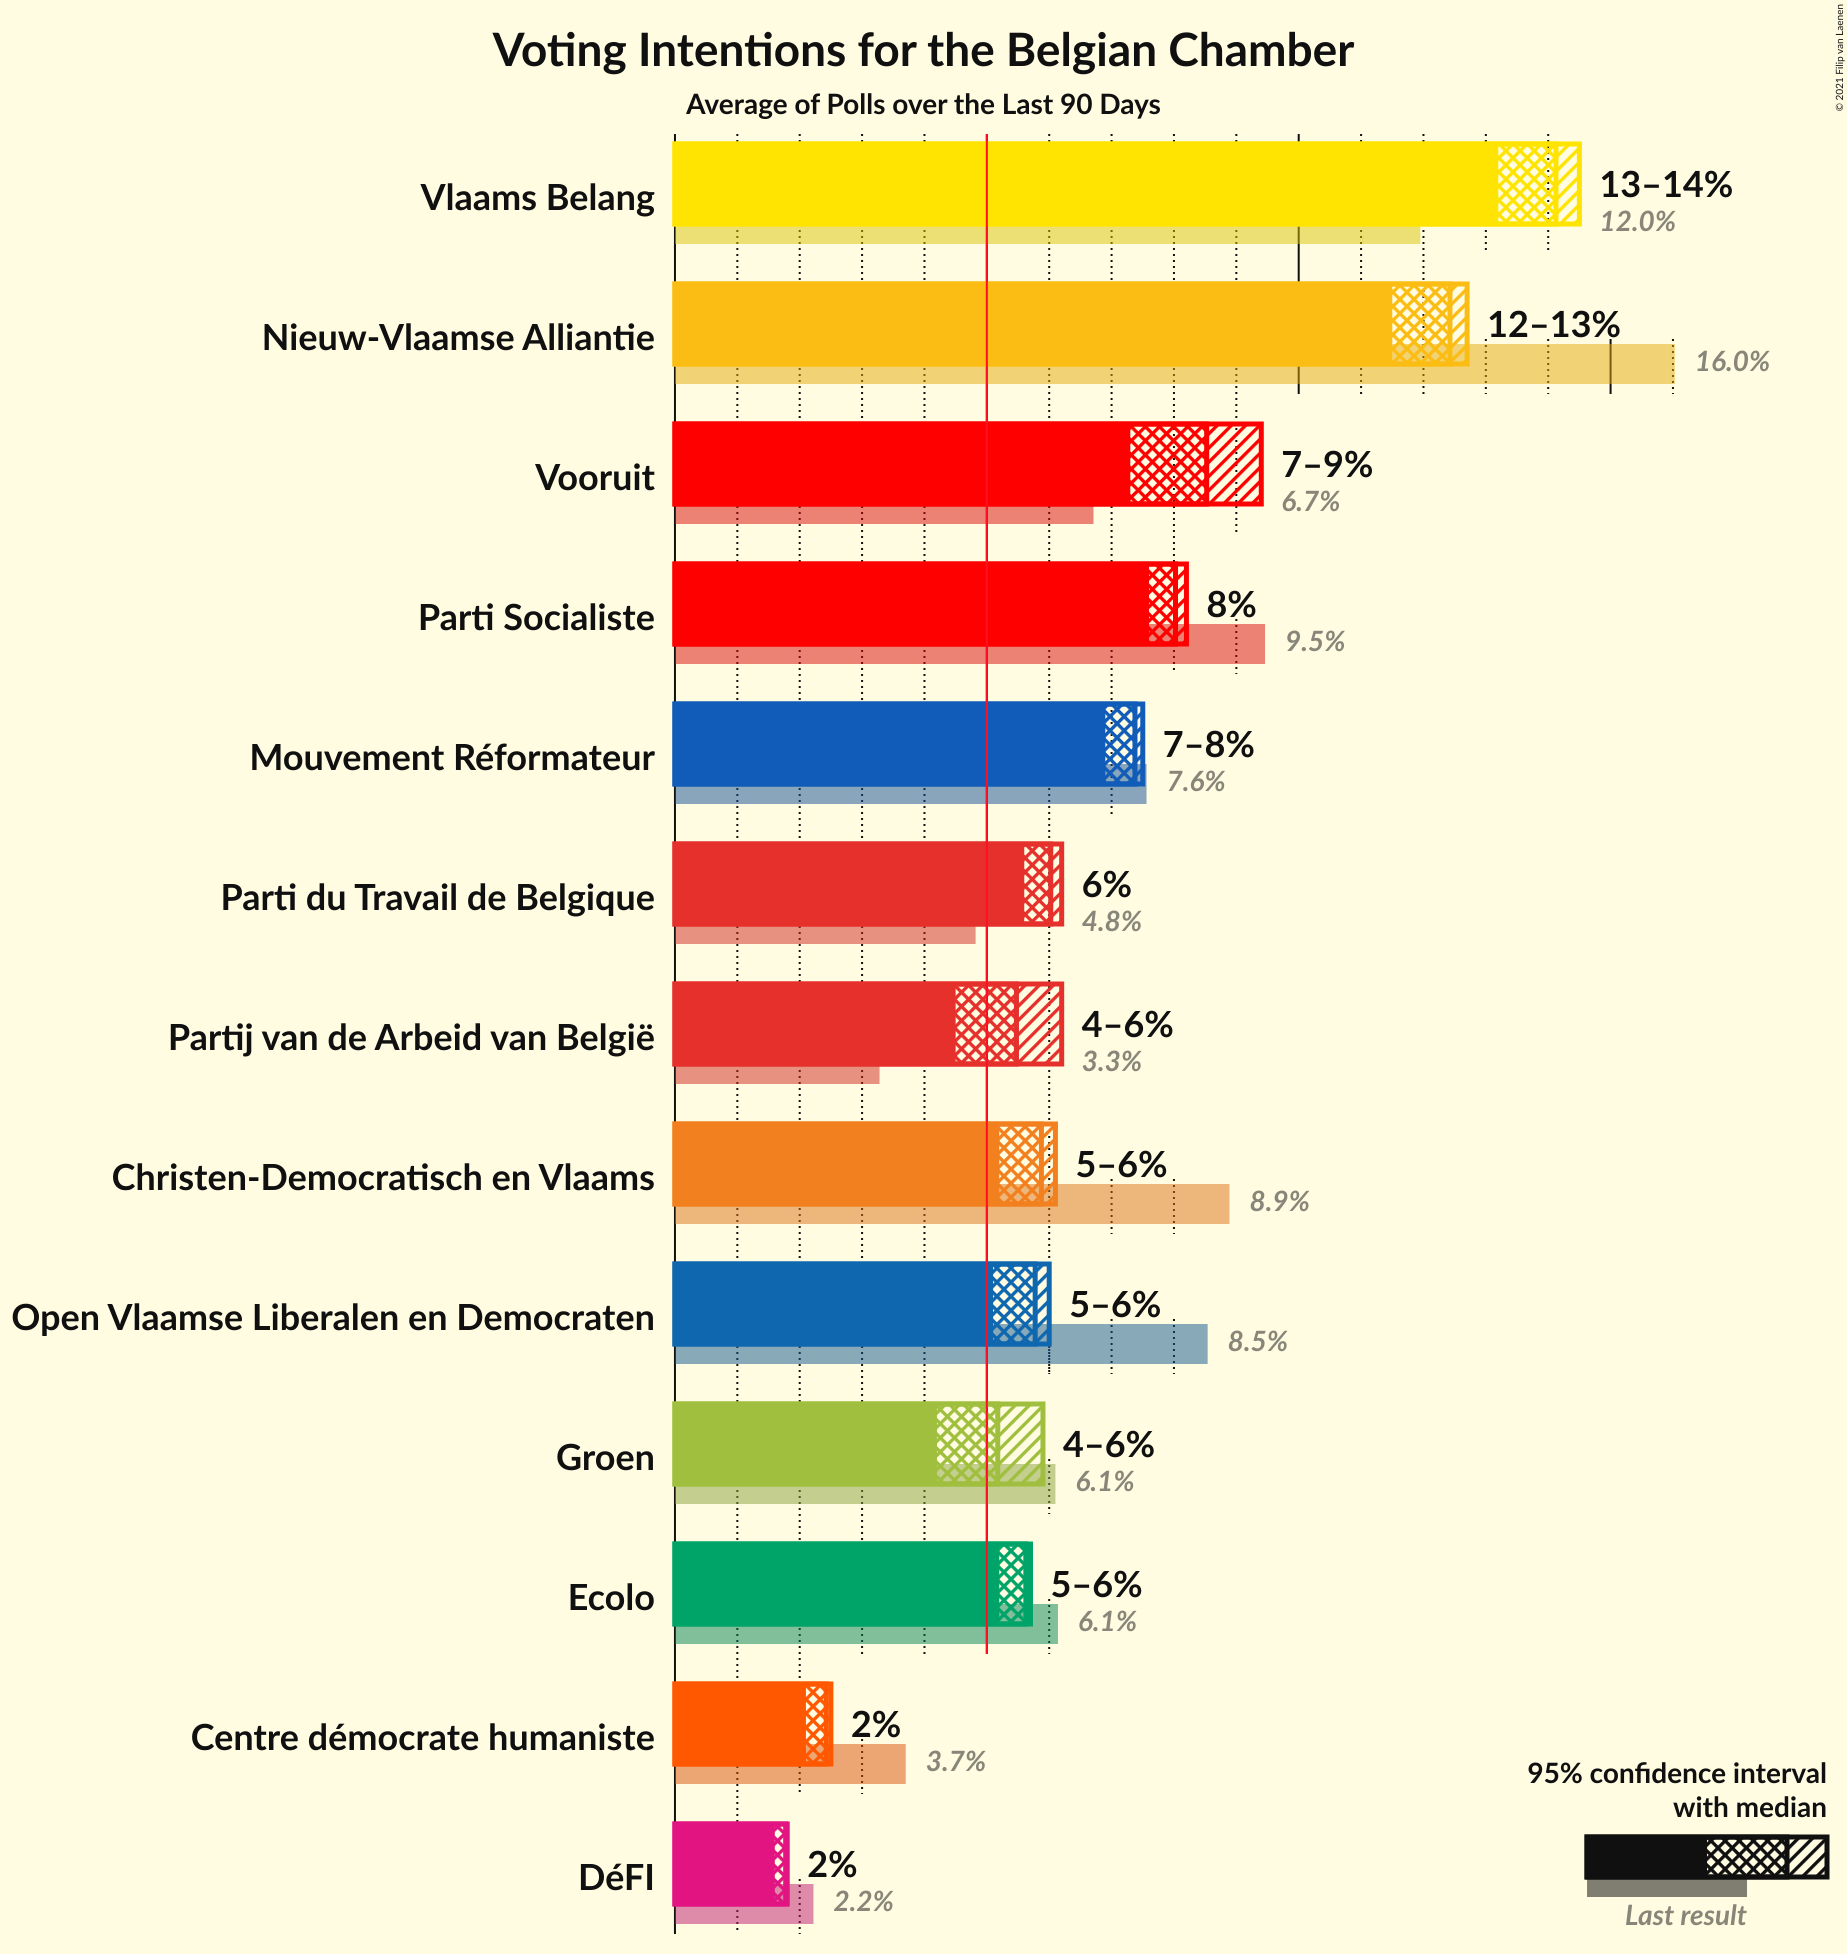 Voting Intentions for the Belgian Chamber
Average of Polls over the Last 90 Days
© 2021 Filip van Laenen
Vlaams Belang
13–14%
12.0%
Nieuw-Vlaamse Alliantie
12–13%
16.0%
Vooruit
7–9%
6.7%
Parti Socialiste
8%
9.5%
Mouvement Réformateur
7–8%
7.6%
Parti du Travail de Belgique
6%
4.8%
Partij van de Arbeid van België
4–6%
3.3%
Christen-Democratisch en Vlaams
5–6%
8.9%
Open Vlaamse Liberalen en Democraten
5–6%
8.5%
Groen
4–6%
6.1%
Ecolo
5–6%
6.1%
Centre démocrate humaniste
2%
3.7%
DéFI
2%
2.2%
95% confidence interval
with median
Last result